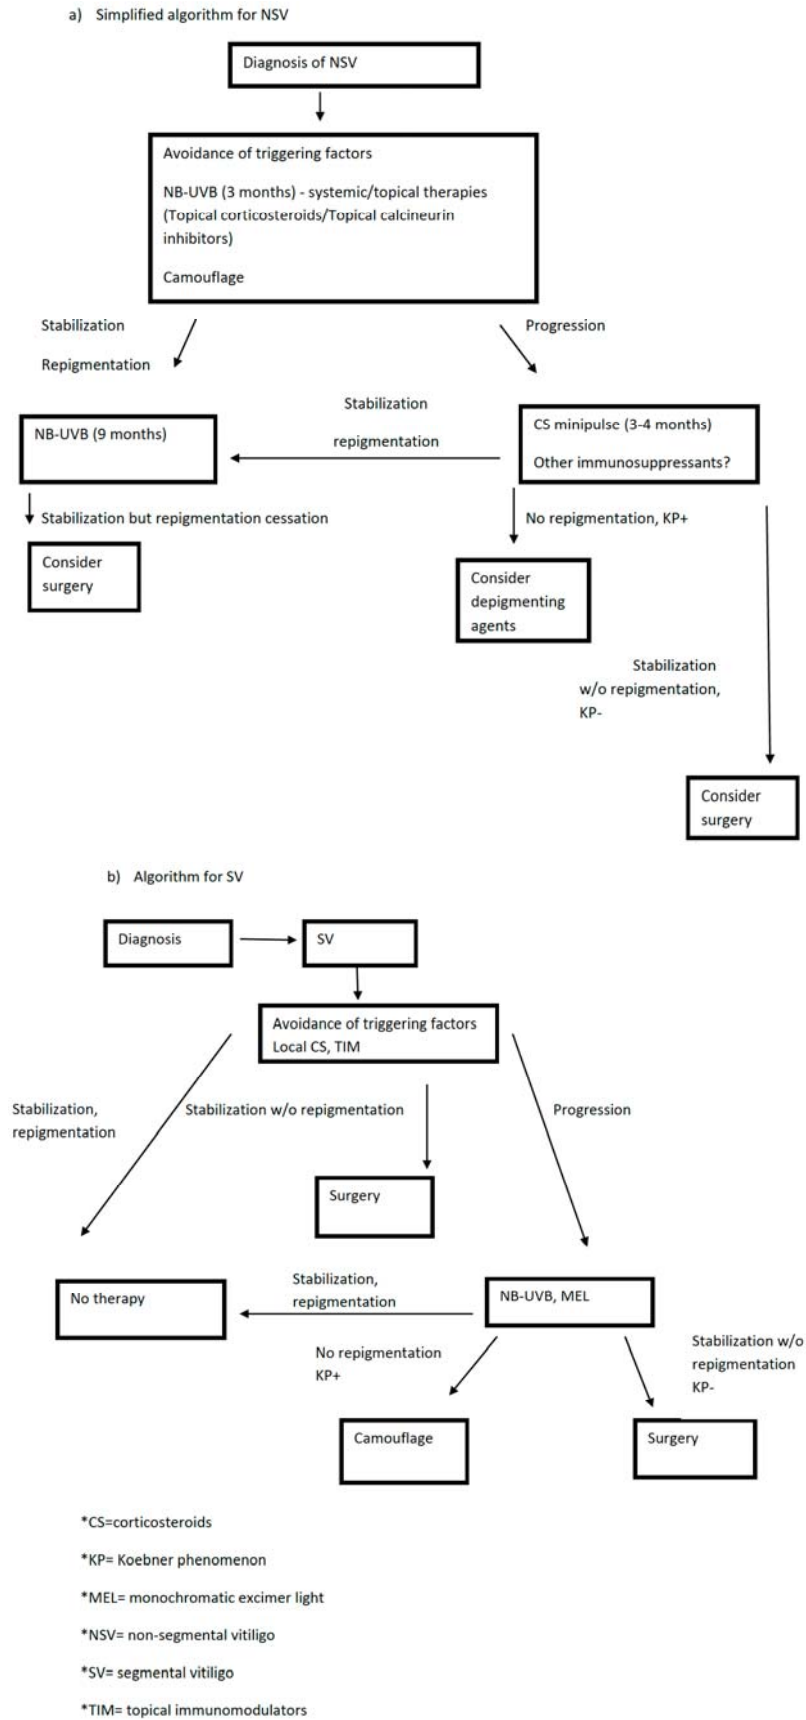 a) Simplified algorithm for NSV
Diagnosis of NSV
Avoidance of triggering factors
NB-UVB (3 months) - systemic/topical therapies
(Topical corticosteroids/Topical calcineurin
inhibitors)
Camouflage
Stabilization
Repigmentation
Progression
Stabilization
repigmentation
NB-UVB (9 months)
CS minipulse (3-4 months)
Other immunosuppressants?
Stabilization but repigmentation cessation
No repigmentation, KP+
Consider
surgery
Consider
depigmenting
agents
Stabilization
w/o repigmentation,
KP-
Consider
surgery
b) Algorithm for SV
Diagnosis
SV
Avoidance of triggering factors
Local CS, TIM
Stabilization,
repigmentation
Stabilization w/o repigmentation
Progression
Surgery
No therapy
Stabilization,
repigmentation
NB-UVB, MEL
No repigmentation
KP+
Stabilization w/o
repigmentation
KP-
Camouflage
Surgery
*CS=corticosteroids
*KP= Koebner phenomenon
*MEL= monochromatic excimer light
*NSV= non-segmental vitiligo
*SV= segmental vitiligo
*TIM= topical immunomodulators